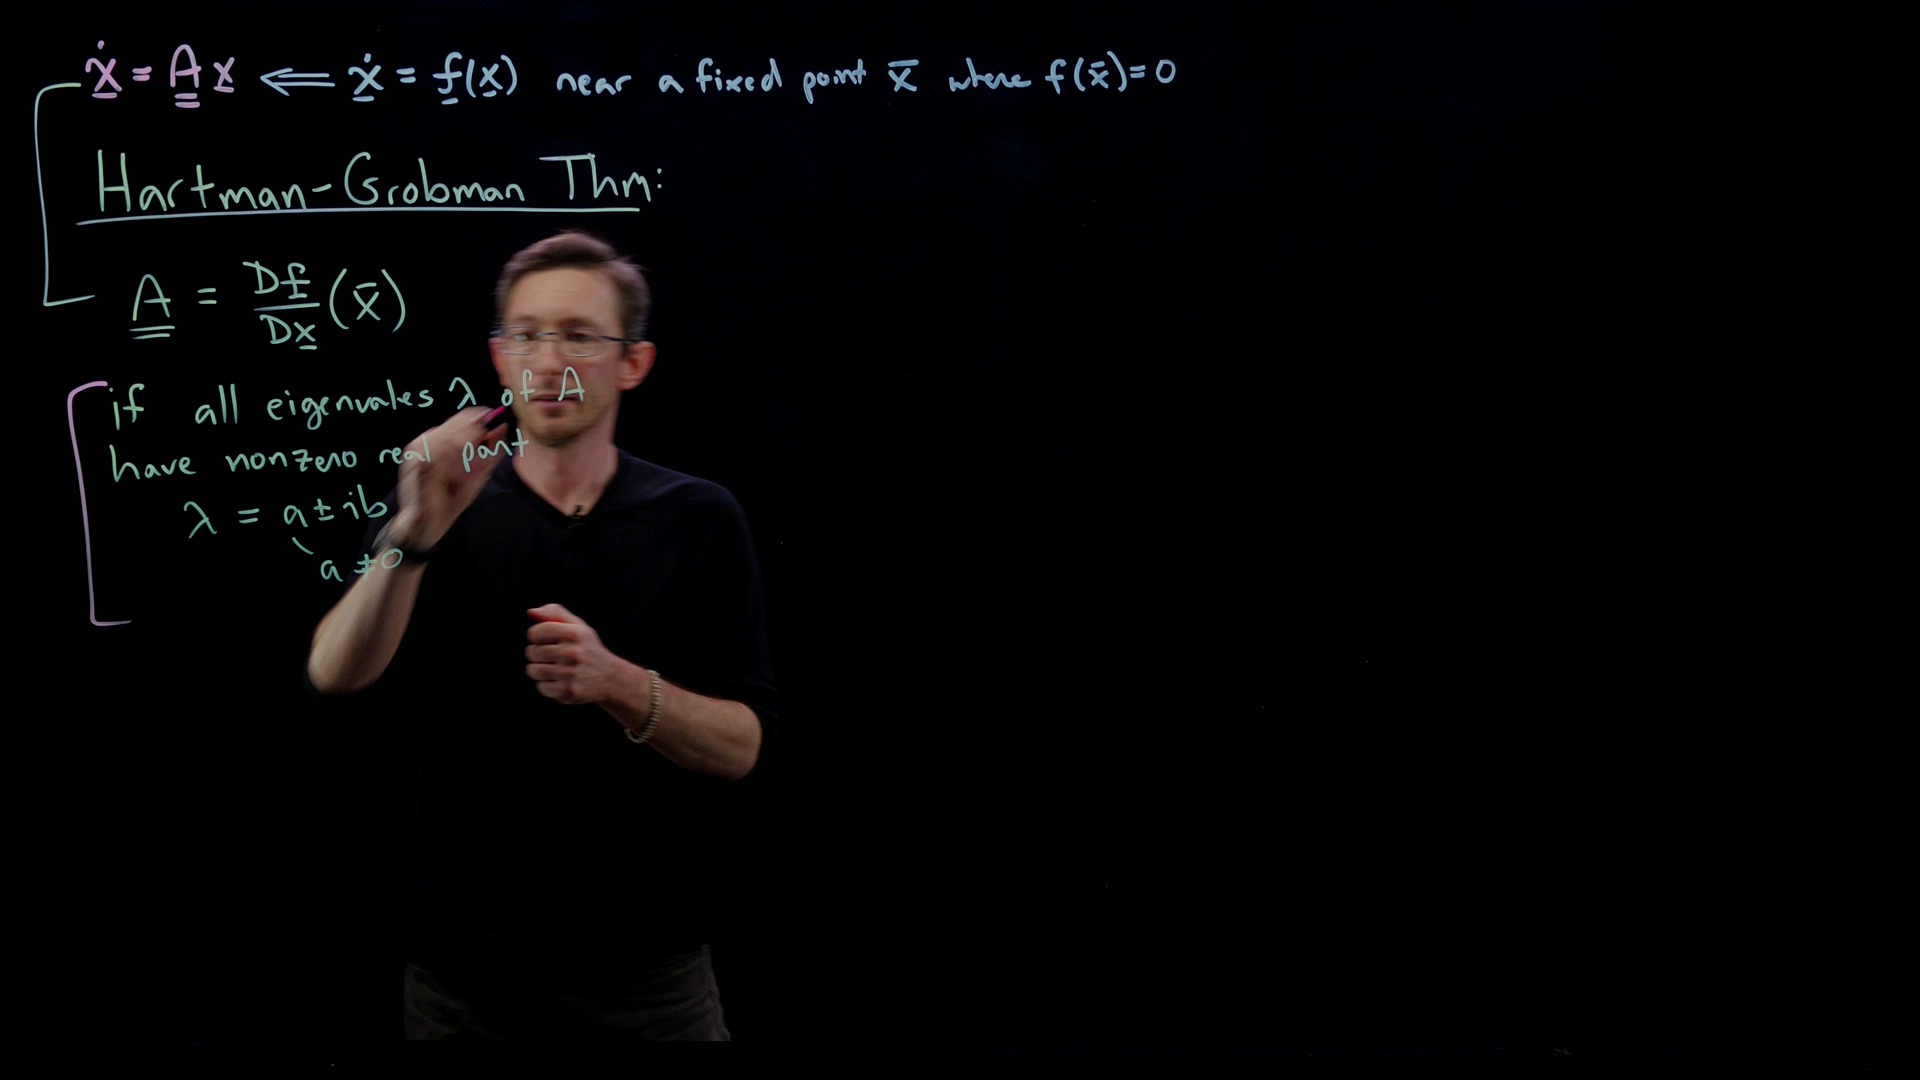 ẋ = A x ⟸ ẋ = f(x) near a fixed point x̄ where f(x̄)=0
Hartman-Grobman Thm:
A = Df/Dx (x̄)
if all eigenvales λ of A
have nonzero real part
λ = a ± ib
a ≠ 0